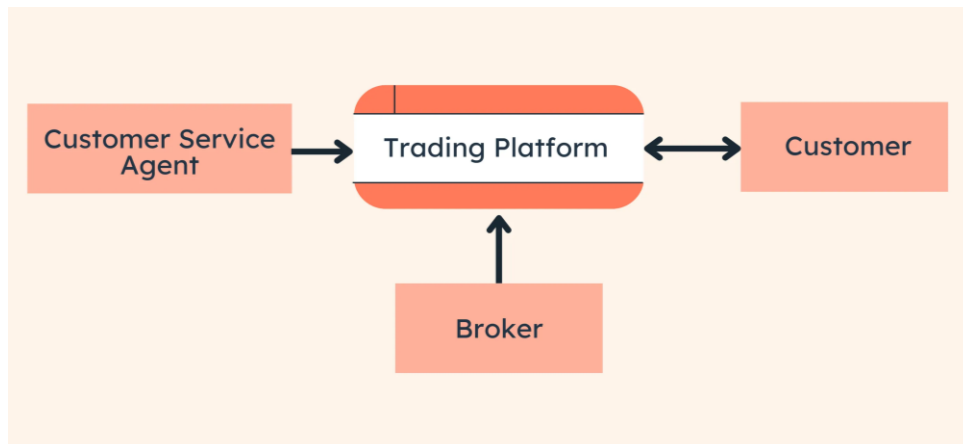 Customer Service
Agent
Trading Platform
Customer
Broker